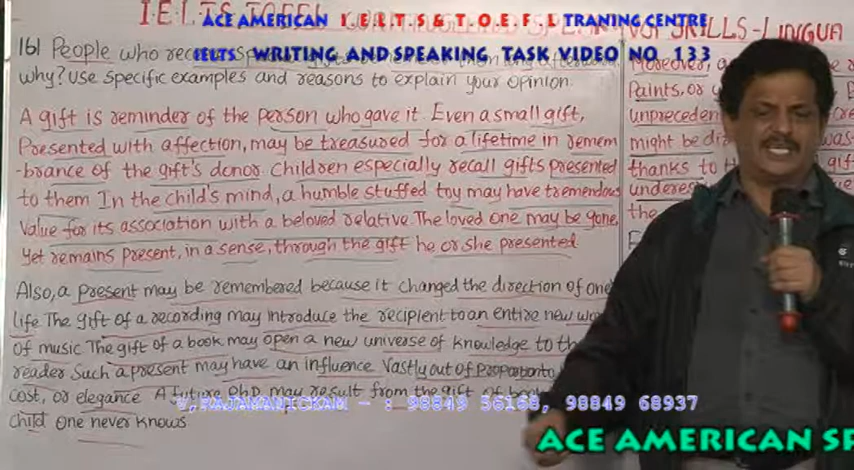 ACE AMERICAN I.E.L.T.S & T.O.E.F.L TRANING CENTRE
IELTS WRITING AND SPEAKING TASK VIDEO NO 133
IELTS TOEFL SKILLS-LINGUA
161 People who
why? Use specific examples and reasons to explain your opinion.
A gift is reminder of the person who gave it. Even a small gift,
Presented with affection, may be treasured for a lifetime in remem
-brance of the gift's donor. Children especially recall gifts presented
to them In the child's mind, a humble stuffed toy may have tremendous
value for its association with a beloved relative. The loved one may be gone,
Yet remains present, in a sense, through the gift he or she presented
Also, a present may be remembered because it changed the direction of one
life The gift of a recording may introduce the recipient to an entire new
of music The gift of a book may open a new universe of knowledge to
reader Such a present may have an influence Vastly out of Proportion to
cost, or elegance A future PhD may result from the gift of
child One never knows
Moreover, a
Paints, or
unpreceden
might be di
thanks to
underes
the
V.RAJAMANICKAM - : 98849 36168, 98849 68937
ACE AMERICAN SP